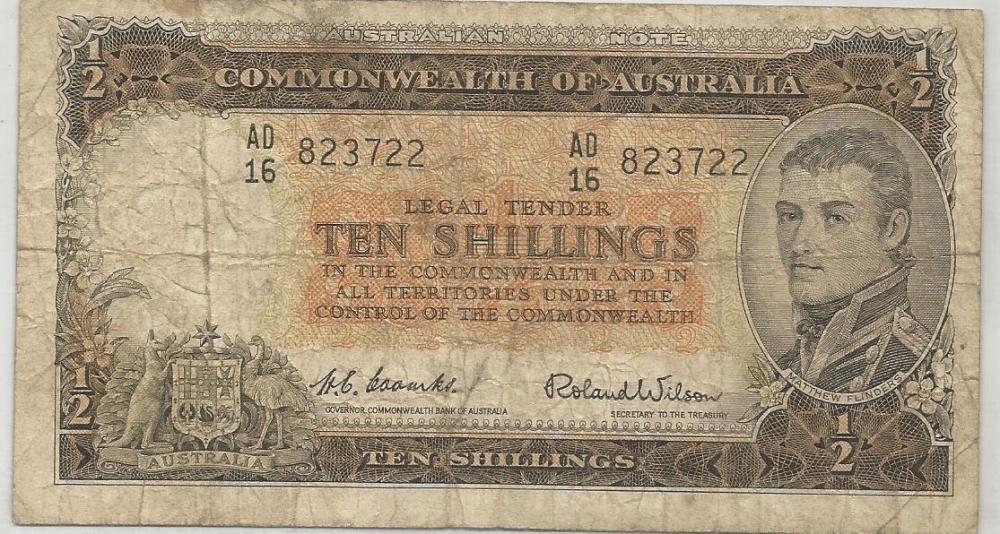 AUSTRALIAN NOTE
1/2 COMMONWEALTH OF AUSTRALIA 1/2
AD 16 823722 AD 16 823722
LEGAL TENDER
TEN SHILLINGS
IN THE COMMONWEALTH AND IN
ALL TERRITORIES UNDER THE
CONTROL OF THE COMMONWEALTH
H.C. Coombs. Roland Wilson
GOVERNOR, COMMONWEALTH BANK OF AUSTRALIA SECRETARY TO THE TREASURY
MATTHEW FLINDERS
1/2 1/2
AUSTRALIA TEN SHILLINGS